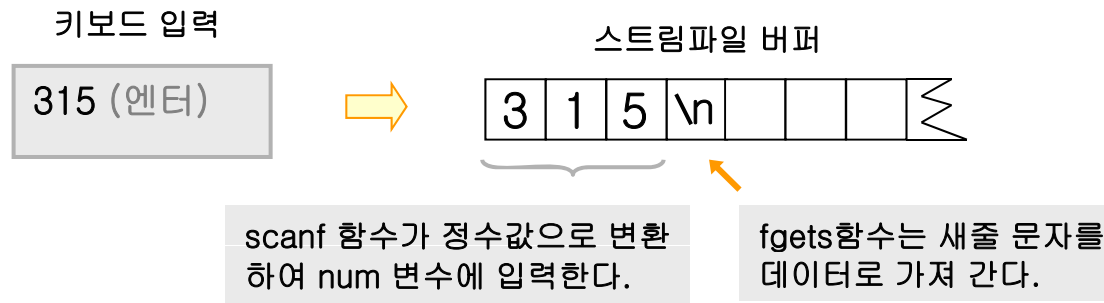 키보드 입력
스트림파일 버퍼
315 (엔터)
3 1 5 \n
scanf 함수가 정수값으로 변환
하여 num 변수에 입력한다.
fgets함수는 새줄 문자를
데이터로 가져 간다.